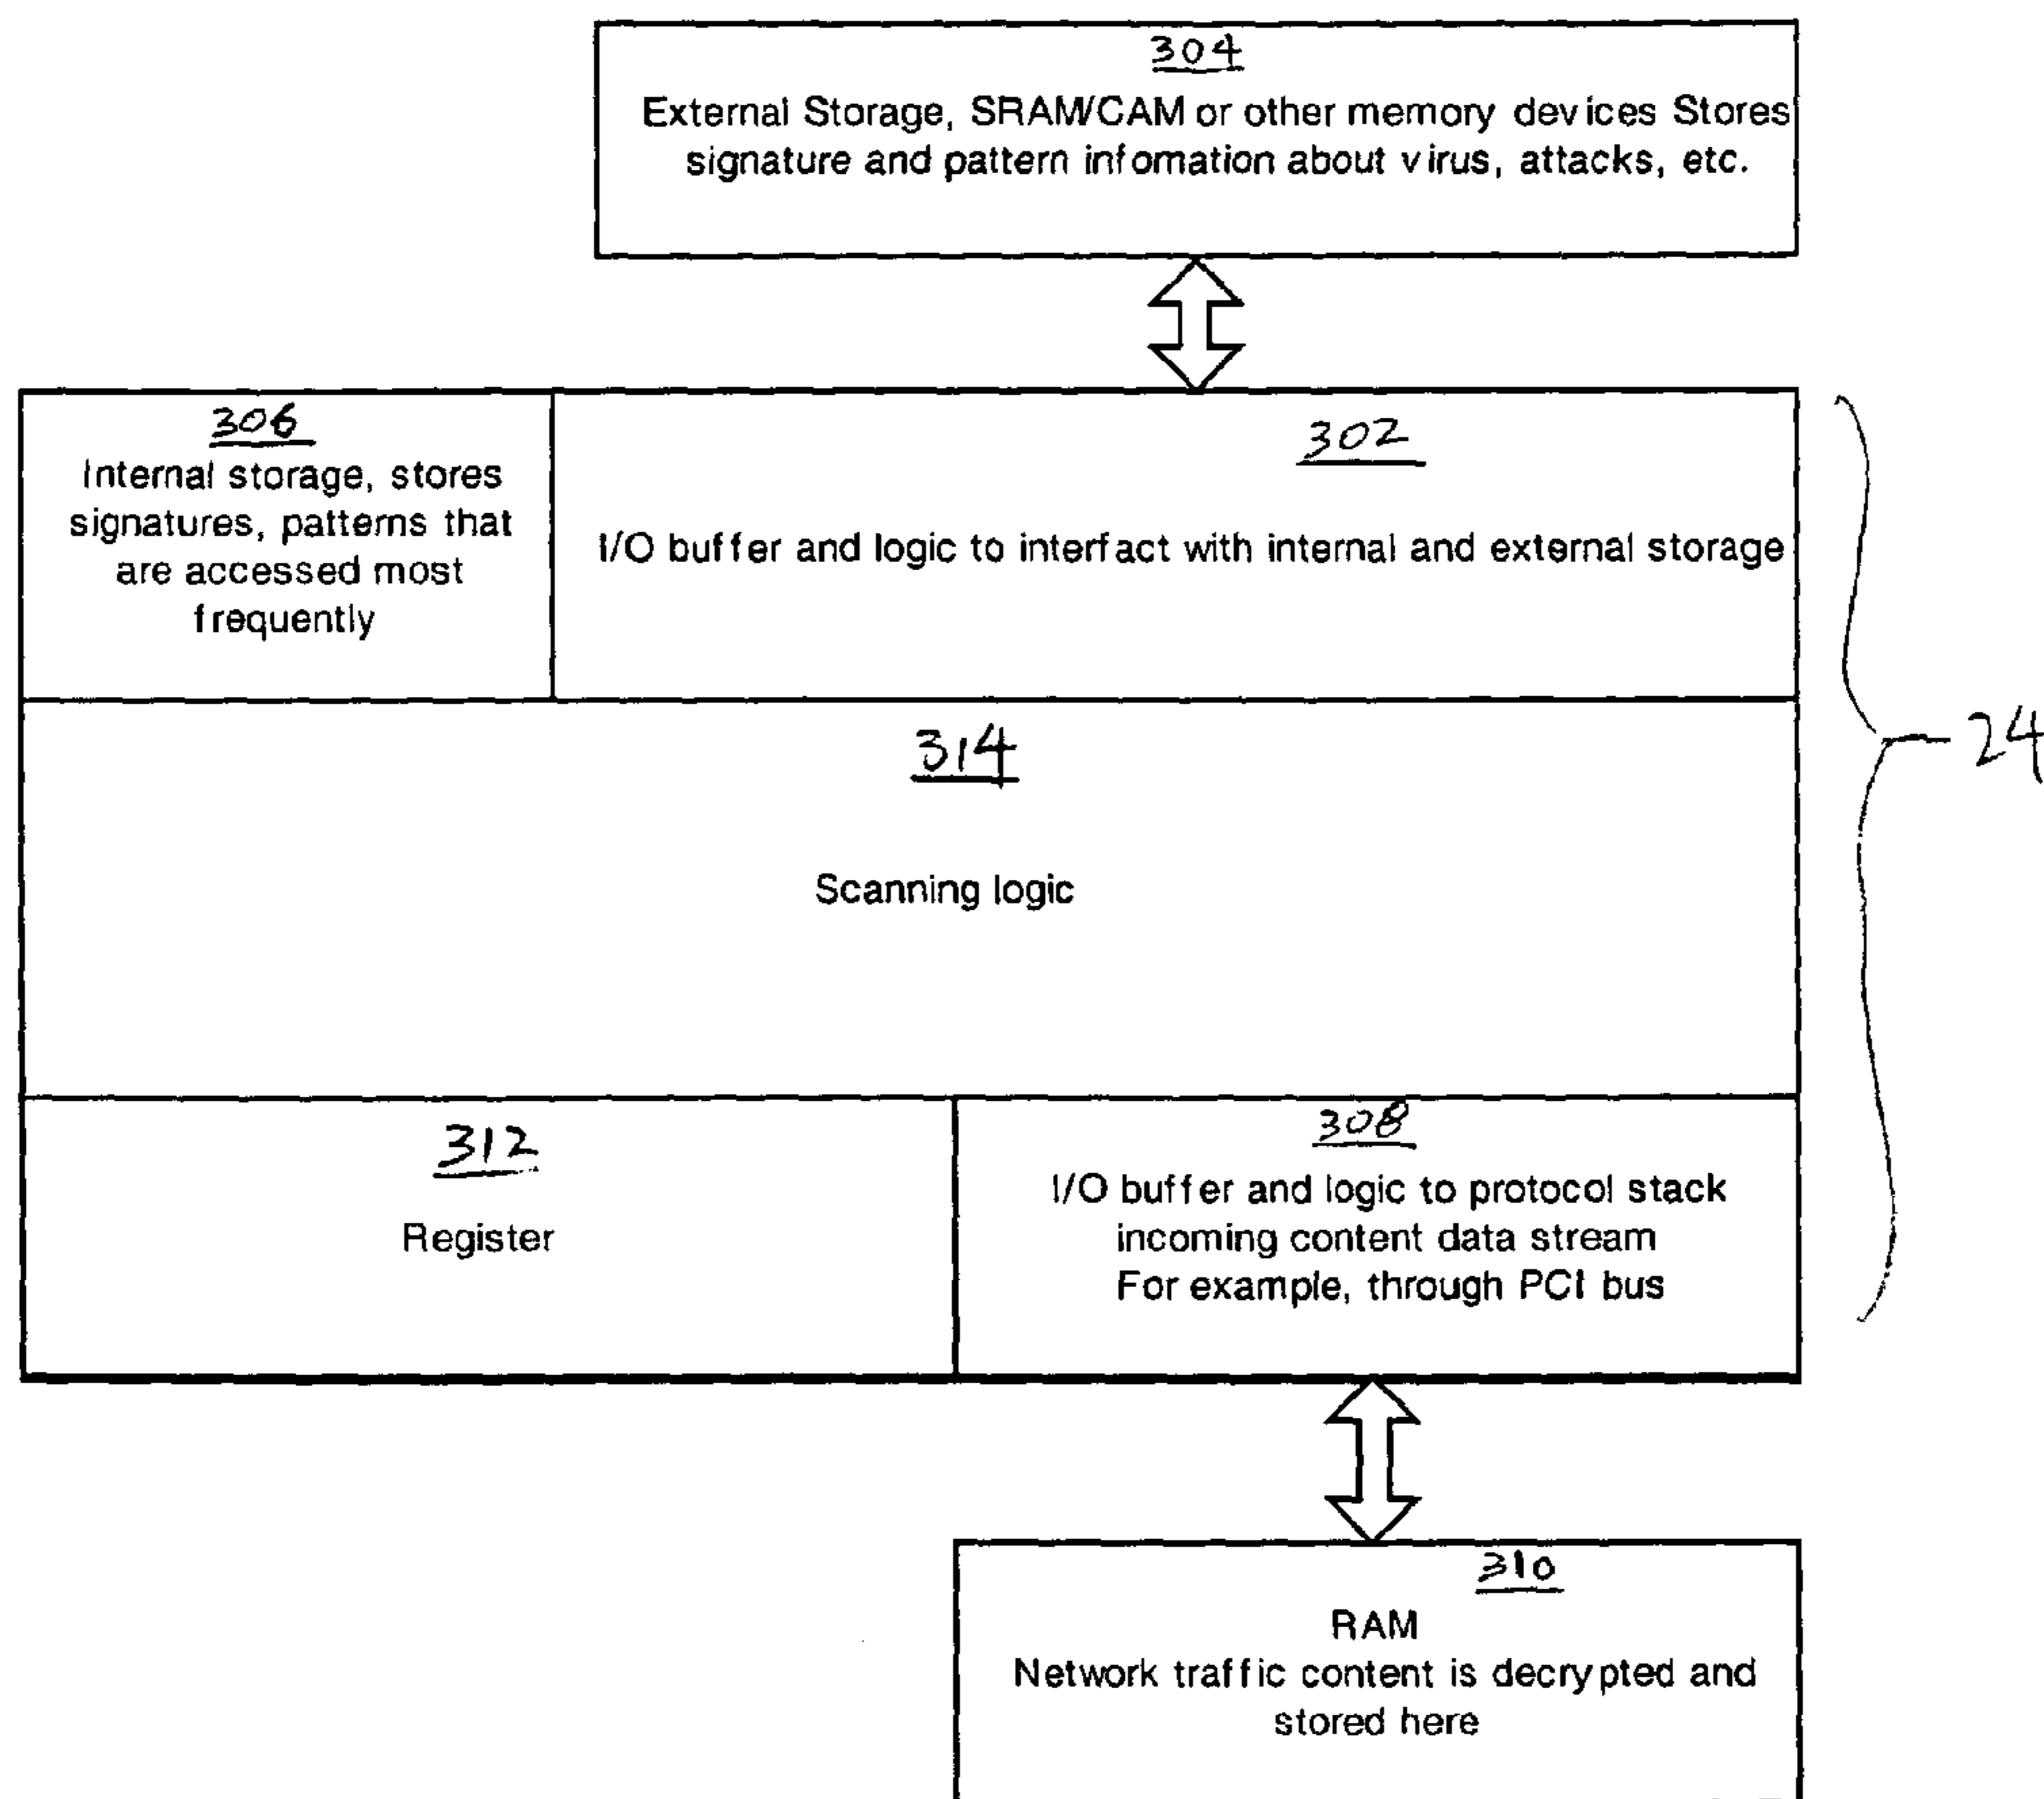 304
External Storage, SRAM/CAM or other memory devices Stores
signature and pattern infomation about virus, attacks, etc.
306
Internal storage, stores
signatures, patterns that
are accessed most
frequently
302
I/O buffer and logic to interfact with internal and external storage
314
Scanning logic
24
312
Register
308
I/O buffer and logic to protocol stack
incoming content data stream
For example, through PCI bus
310
RAM
Network traffic content is decrypted and
stored here